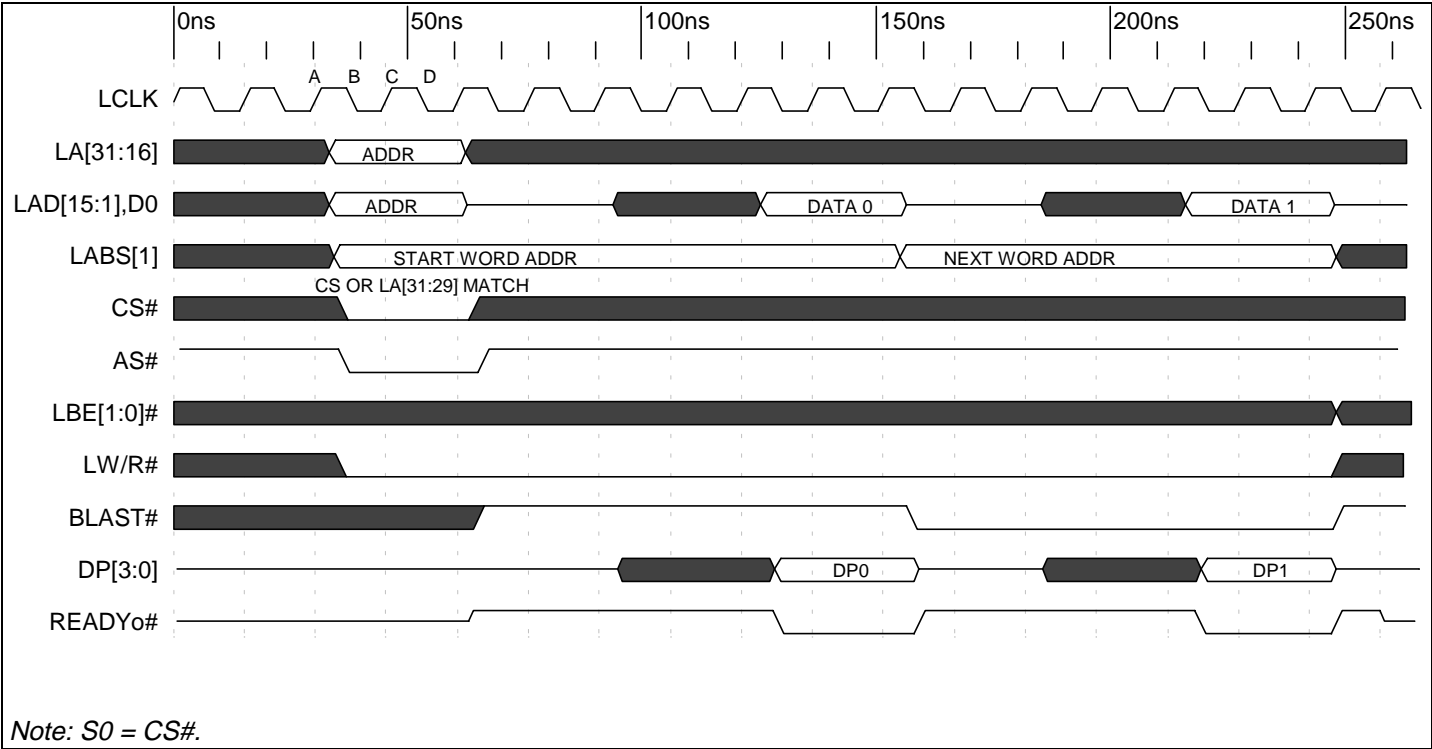 0ns 50ns 100ns 150ns 200ns 250ns
A B C D
LCLK
LA[31:16] ADDR
LAD[15:1],D0 ADDR DATA 0 DATA 1
LABS[1] START WORD ADDR NEXT WORD ADDR
CS OR LA[31:29] MATCH
CS#
AS#
LBE[1:0]#
LW/R#
BLAST#
DP[3:0] DP0 DP1
READYo#
Note: S0 = CS#.